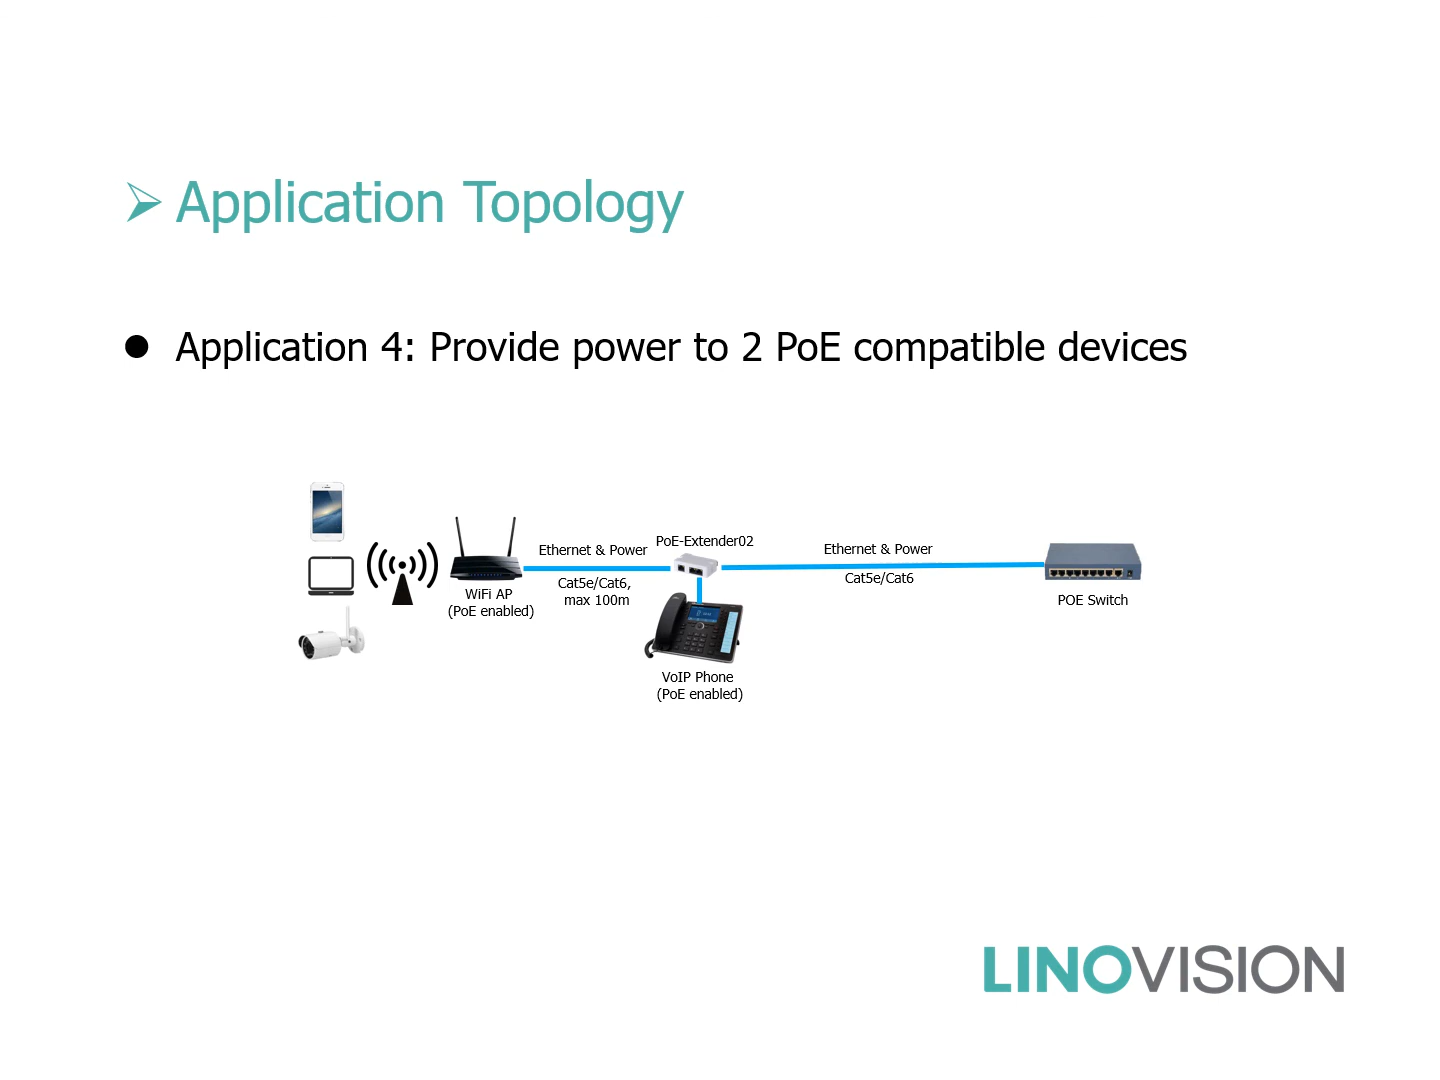 Application Topology
Application 4: Provide power to 2 PoE compatible devices
PoE-Extender02
Ethernet & Power
Ethernet & Power
Cat5e/Cat6,
max 100m
Cat5e/Cat6
WiFi AP
(PoE enabled)
POE Switch
VoIP Phone
(PoE enabled)
LINOVISION